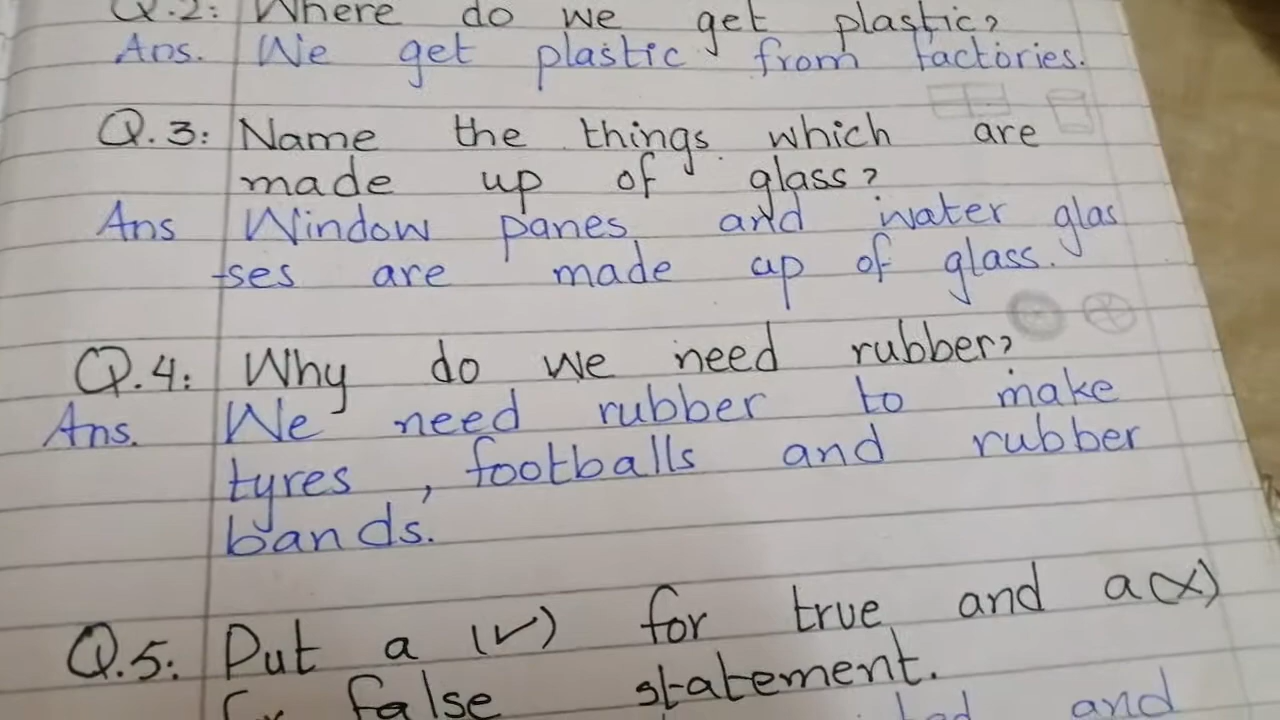 Q.2: Where do we get plastic?
Ans. We get plastic from factories.
Q.3: Name the things which are
made up of glass?
Ans Window panes and water glas
-ses are made up of glass.
Q.4: Why do we need rubber?
Ans. We need rubber to make
tyres, footballs and rubber
bands.
Q.5: Put a (✓) for true and a (×)
for false statement.
and